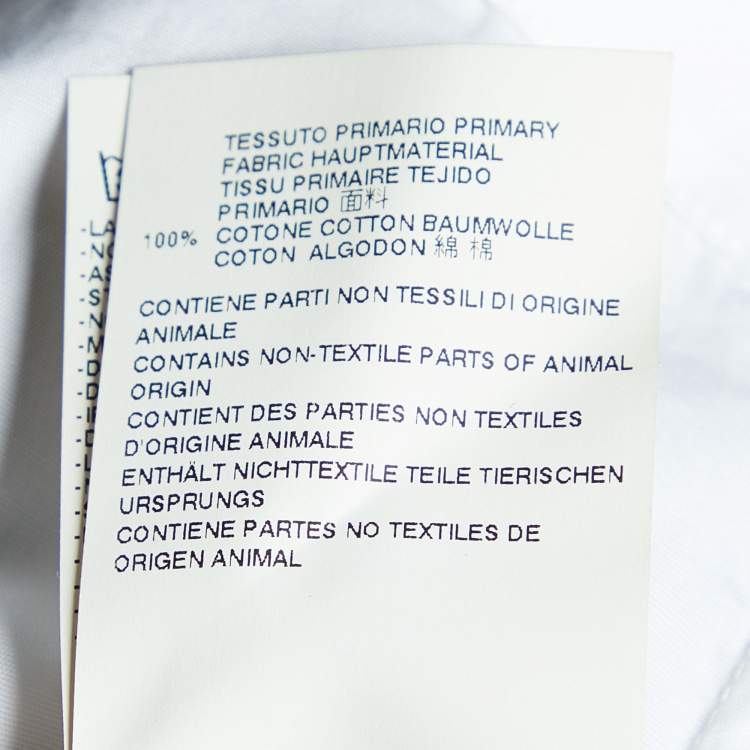 TESSUTO PRIMARIO PRIMARY
FABRIC HAUPTMATERIAL
TISSU PRIMAIRE TEJIDO
PRIMARIO 面料
100% COTONE COTTON BAUMWOLLE
COTON ALGODON 綿 棉
CONTIENE PARTI NON TESSILI DI ORIGINE
ANIMALE
CONTAINS NON-TEXTILE PARTS OF ANIMAL
ORIGIN
CONTIENT DES PARTIES NON TEXTILES
D'ORIGINE ANIMALE
ENTHÄLT NICHTTEXTILE TEILE TIERISCHEN
URSPRUNGS
CONTIENE PARTES NO TEXTILES DE
ORIGEN ANIMAL